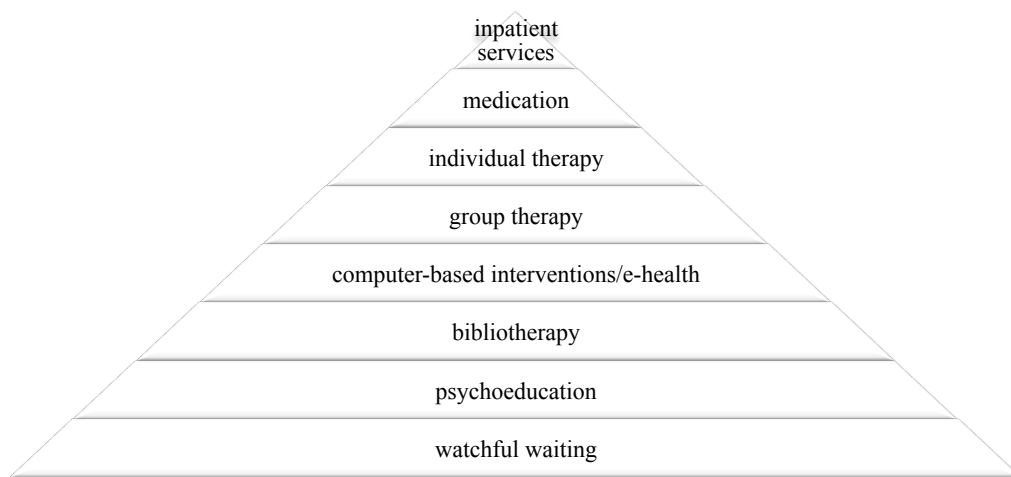 inpatient
services
medication
individual therapy
group therapy
computer-based interventions/e-health
bibliotherapy
psychoeducation
watchful waiting